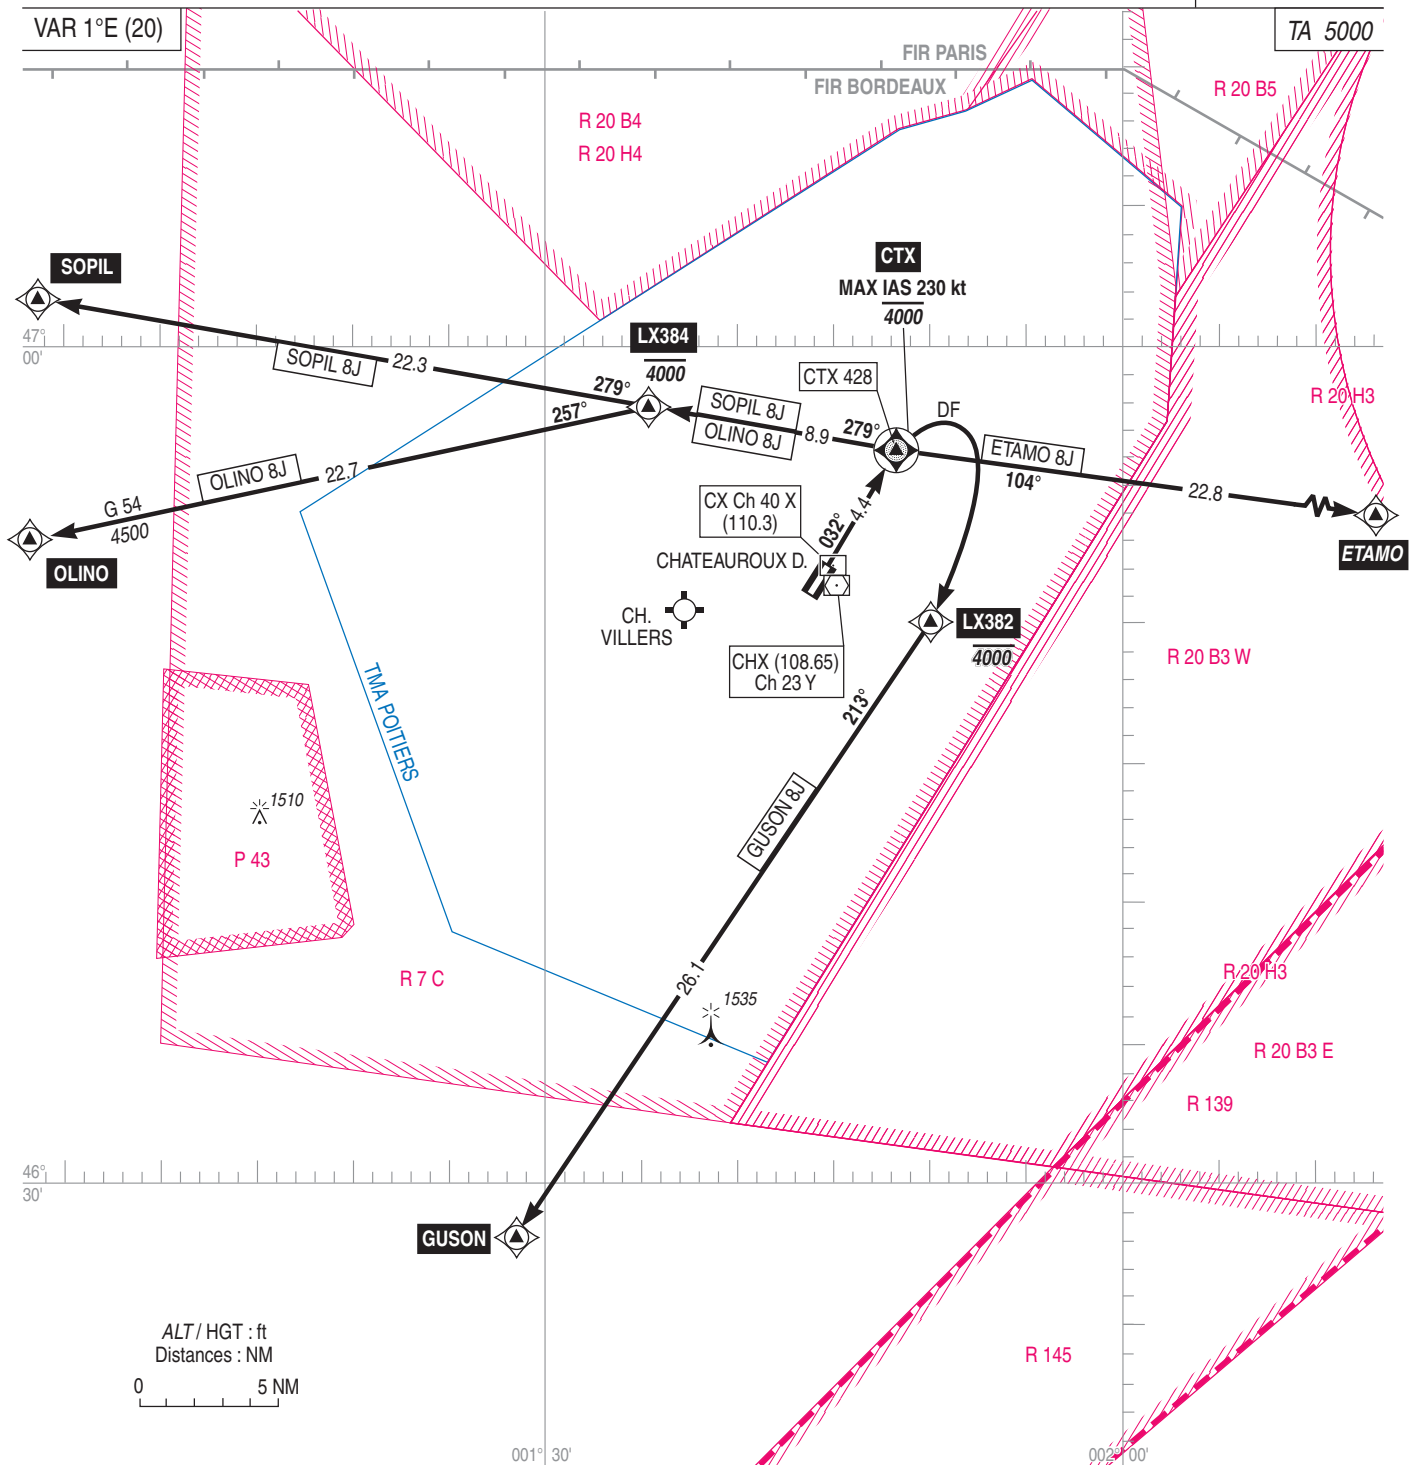 VAR 1°E (20)
TA 5000
FIR PARIS
FIR BORDEAUX
R 20 B5
R 20 B4
R 20 H4
SOPIL
CTX
MAX IAS 230 kt
4000
47°
00'
LX384
4000
SOPIL 8J
22.3
279°
257°
CTX 428
SOPIL 8J
OLINO 8J
8.9
279°
DF
ETAMO 8J
104°
22.8
R 20 H3
OLINO 8J
22.7
G 54
4500
CX Ch 40 X
(110.3)
032°
4.4
ETAMO
OLINO
CHATEAUROUX D.
CH.
VILLERS
LX382
4000
CHX (108.65)
Ch 23 Y
R 20 B3 W
TMA POITIERS
213°
GUSON 8J
1510
P 43
R 7 C
26.1
1535
R 20 H3
R 20 B3 E
R 139
46°
30'
GUSON
ALT / HGT : ft
Distances : NM
0 5 NM
R 145
001° 30'
002° 00'